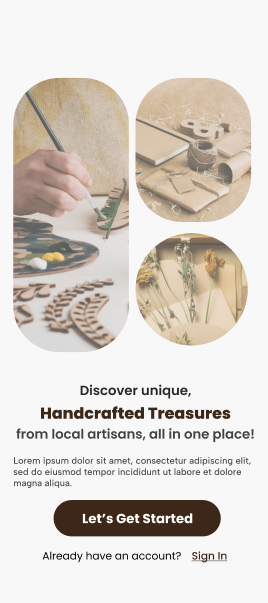 Discover unique,
Handcrafted Treasures
from local artisans, all in one place!
Lorem ipsum dolor sit amet, consectetur adipiscing elit,
sed do eiusmod tempor incididunt ut labore et dolore
magna aliqua.
Let's Get Started
Already have an account? Sign In